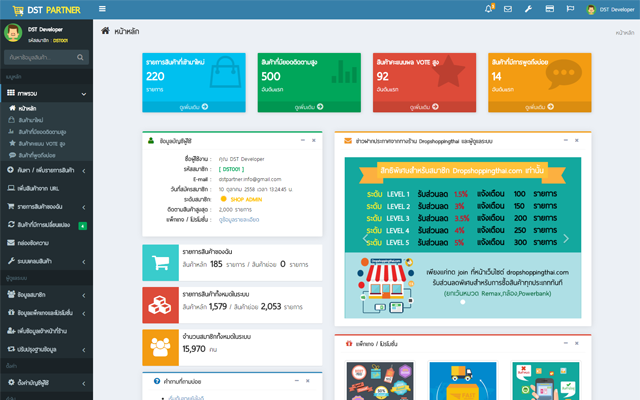 DST PARTNER
DST Developer
DST Developer
รหัสสมาชิก : DST001
ค้นหาข้อมูลสินค้า...
เมนูหลัก
ภาพรวม
หน้าหลัก
สินค้ามาใหม่
สินค้าที่มียอดติดตามสูง
สินค้าคะแนน VOTE สูง
สินค้าที่พูดถึงบ่อย
ค้นหา / เพิ่มรายการสินค้า
เพิ่มสินค้าจาก URL
รายการสินค้าของฉัน
สินค้าที่มีการเปลี่ยนแปลง
4
กล่องข้อความ
ระบบแทนสินค้า
ข้อมูลสมาชิก
ข้อมูลแพ็คเกจและโปรโมชั่น
เพิ่มข้อมูลเจ้าหน้าที่ร้าน
ปรับปรุงฐานข้อมูล
ตั้งค่าบัญชีผู้ใช้
หน้าหลัก
หน้าหลัก
รายการสินค้าที่เข้ามาใหม่
220
รายการ
ดูเพิ่มเติม
สินค้าที่มียอดติดตามสูง
500
อันดับแรก
ดูเพิ่มเติม
สินค้าคะแนนผล VOTE สูง
92
อันดับแรก
ดูเพิ่มเติม
สินค้าที่มีการพูดถึงบ่อย
14
อันดับแรก
ดูเพิ่มเติม
ข้อมูลบัญชีผู้ใช้
ชื่อผู้ใช้งาน : คุณ DST Developer
รหัสสมาชิก : [ DST001 ]
E-mail : dstpartner.info@gmail.com
วันที่สมัครสมาชิก : 10 ตุลาคม 2558 เวลา 13:24:45 น.
ระดับสมาชิก : SHOP ADMIN
ติดตามสินค้าสูงสุด : 2,000 รายการ
แพ็กเกจ / โปรโมชั่น : ดูข้อมูลรายละเอียด
รายการสินค้าของฉัน
สินค้าหลัก 185 รายการ / สินค้าย่อย 0 รายการ
รายการสินค้าทั้งหมดในระบบ
สินค้าหลัก 1,579 / สินค้าย่อย 2,053 รายการ
จำนวนสมาชิกทั้งหมดในระบบ
15,970 คน
คำถามที่ถามบ่อย
ข่าวฝากประกาศจากทางร้าน Dropshoppingthai และผู้ดูแลระบบ
สิทธิพิเศษสำหรับสมาชิก Dropshoppingthai.com เท่านั้น
ระดับ LEVEL 1 รับส่วนลด 1.5% แจ้งเตือน 100 รายการ
ระดับ LEVEL 2 รับส่วนลด 3% แจ้งเตือน 150 รายการ
ระดับ LEVEL 3 รับส่วนลด 3.5% แจ้งเตือน 200 รายการ
ระดับ LEVEL 4 รับส่วนลด 4% แจ้งเตือน 250 รายการ
ระดับ LEVEL 5 รับส่วนลด 5% แจ้งเตือน 300 รายการ
เพียงแค่กด join ที่หน้าเว็บไซต์ dropshoppingthai.com
รับส่วนลดพิเศษสำหรับการซื้อสินค้าทุกประเภททันที
(ยกเว้นหมวด Remax,กล้อง,Powerbank)
แพ็กเกจ / โปรโมชั่น